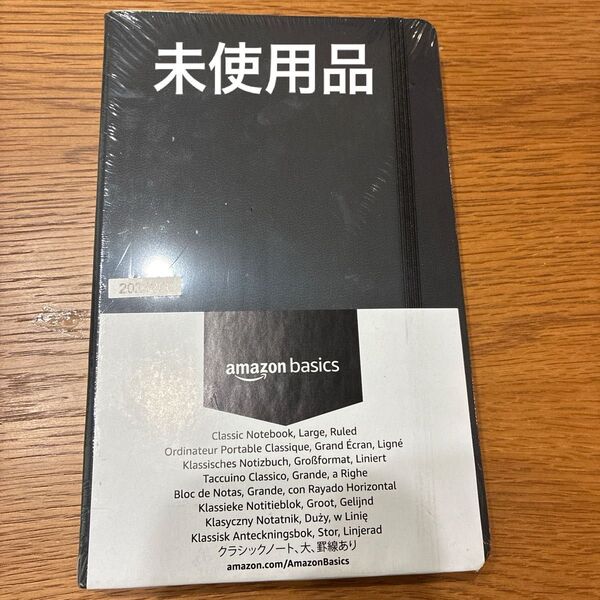 未使用品
amazon basics
Classic Notebook, Large, Ruled
Ordinateur Portable Classique, Grand Écran, Ligné
Klassisches Notizbuch, Großformat, Liniert
Taccuino Classico, Grande, a Righe
Bloc de Notas, Grande, con Rayado Horizontal
Klassieke Notitieblok, Groot, Gelijnd
Klasyczny Notatnik, Duży, w Linię
Klassisk Anteckningsbok, Stor, Linjerad
クラシックノート、大、罫線あり
amazon.com/AmazonBasics